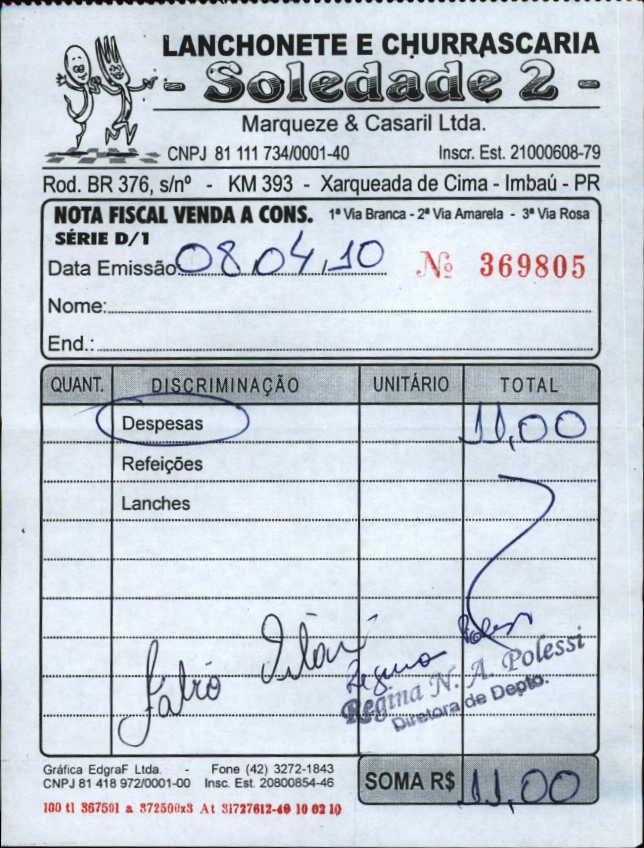 LANCHONETE E CHURRASCARIA
- Soledade 2 -
Marqueze & Casaril Ltda.
CNPJ 81 111 734/0001-40 Inscr. Est. 21000608-79
Rod. BR 376, s/nº - KM 393 - Xarqueada de Cima - Imbaú - PR
NOTA FISCAL VENDA A CONS. 1ª Via Branca - 2ª Via Amarela - 3ª Via Rosa
SÉRIE D/1
Data Emissão 08,04,10 Nº 369805
Nome:
End.:
QUANT. DISCRIMINAÇÃO UNITÁRIO TOTAL
Despesas 11,00
Refeições
Lanches
Regina N. A. Polessi
Diretora de Depto.
Gráfica EdgraF Ltda. - Fone (42) 3272-1843
CNPJ 81 418 972/0001-00 Insc. Est. 20800854-46
SOMA R$ 11,00
100 tl 367501 a 372500x3 At 31727612-49 10 02 10